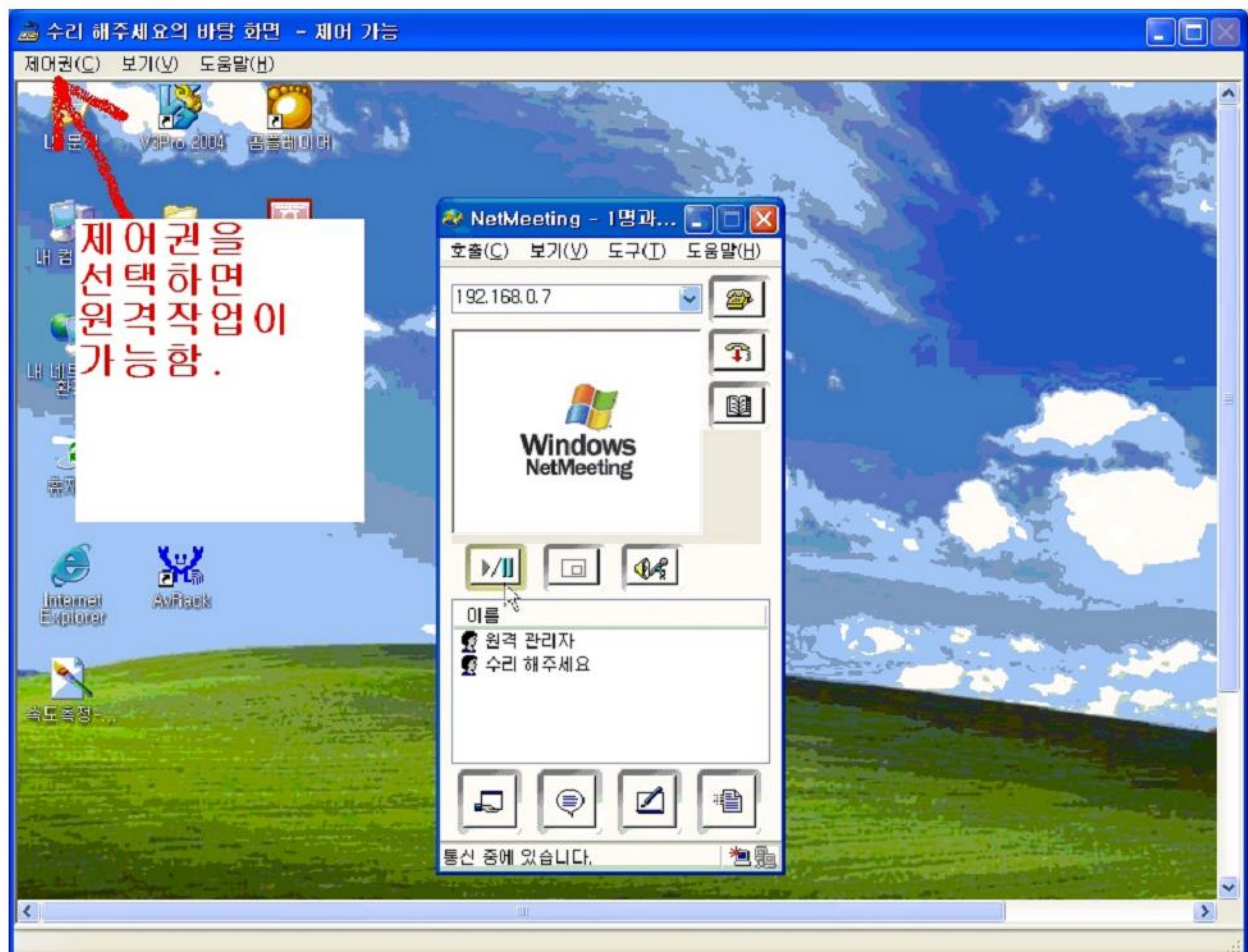 수리 해주세요의 바탕 화면 - 제어 가능
제어권(C) 보기(V) 도움말(H)
V3Pro 2004 곰플레이어
제어권을
선택하면
원격작업이
가능함.
Internet
Explorer
AvRack
속도측정-...
NetMeeting - 1명과...
호출(C) 보기(V) 도구(T) 도움말(H)
192.168.0.7
Windows
NetMeeting
이름
원격 관리자
수리 해주세요
통신 중에 있습니다.